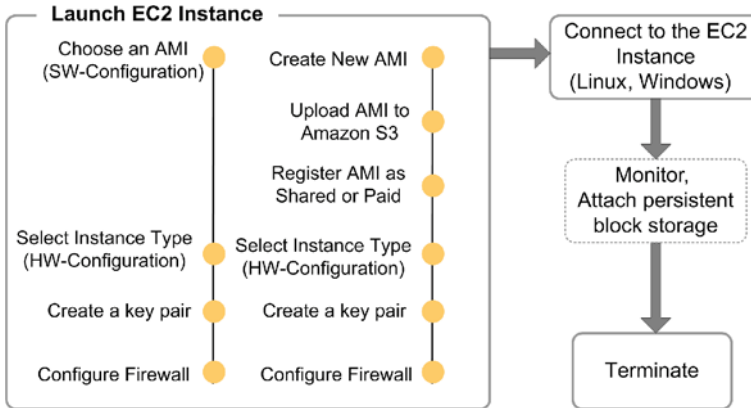 Launch EC2 Instance
Choose an AMI
(SW-Configuration)
Select Instance Type
(HW-Configuration)
Create a key pair
Configure Firewall
Create New AMI
Upload AMI to
Amazon S3
Register AMI as
Shared or Paid
Select Instance Type
(HW-Configuration)
Create a key pair
Configure Firewall
Connect to the EC2
Instance
(Linux, Windows)
Monitor,
Attach persistent
block storage
Terminate